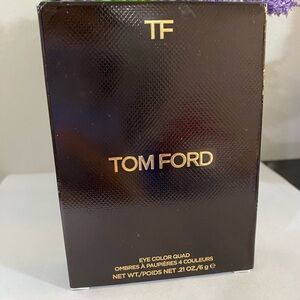 TF
TOM FORD
EYE COLOR QUAD
OMBRES À PAUPIÈRES 4 COULEURS
NET WT./POIDS NET .21 OZ./6 g ℮